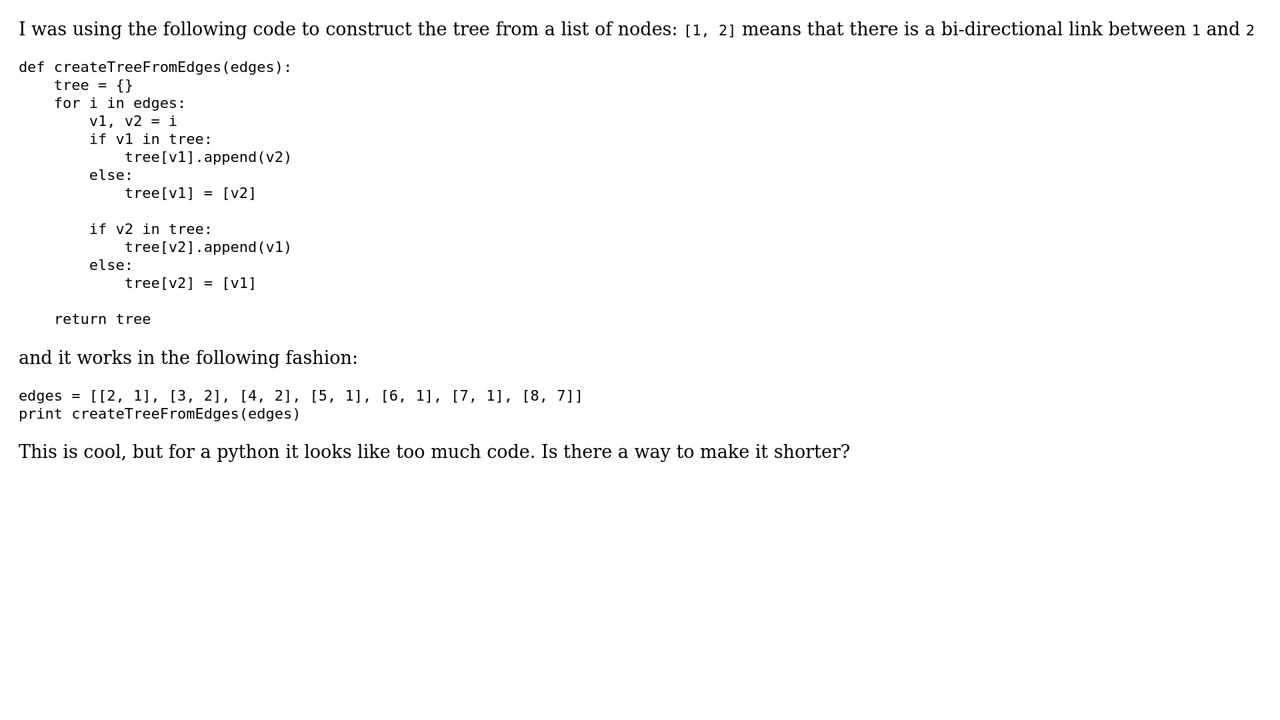 I was using the following code to construct the tree from a list of nodes: [1, 2] means that there is a bi-directional link between 1 and 2
def createTreeFromEdges(edges):
    tree = {}
    for i in edges:
        v1, v2 = i
        if v1 in tree:
            tree[v1].append(v2)
        else:
            tree[v1] = [v2]

        if v2 in tree:
            tree[v2].append(v1)
        else:
            tree[v2] = [v1]

    return tree
and it works in the following fashion:
edges = [[2, 1], [3, 2], [4, 2], [5, 1], [6, 1], [7, 1], [8, 7]]
print createTreeFromEdges(edges)
This is cool, but for a python it looks like too much code. Is there a way to make it shorter?